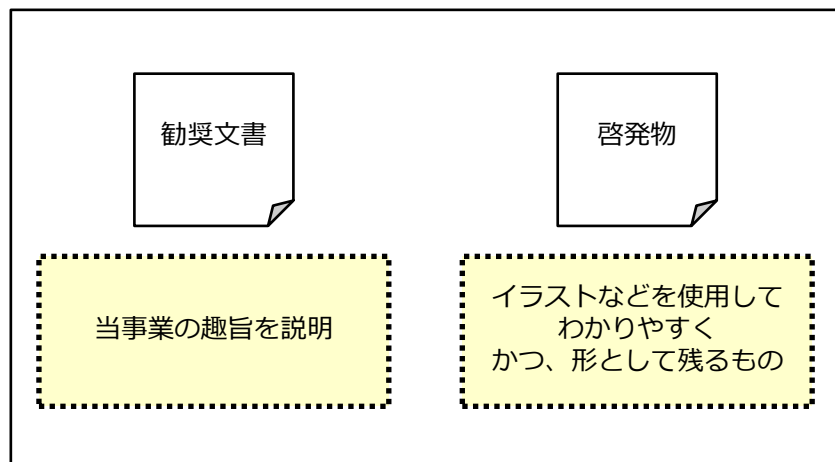 勧奨文書
啓発物
当事業の趣旨を説明
イラストなどを使用して
わかりやすく
かつ、形として残るもの